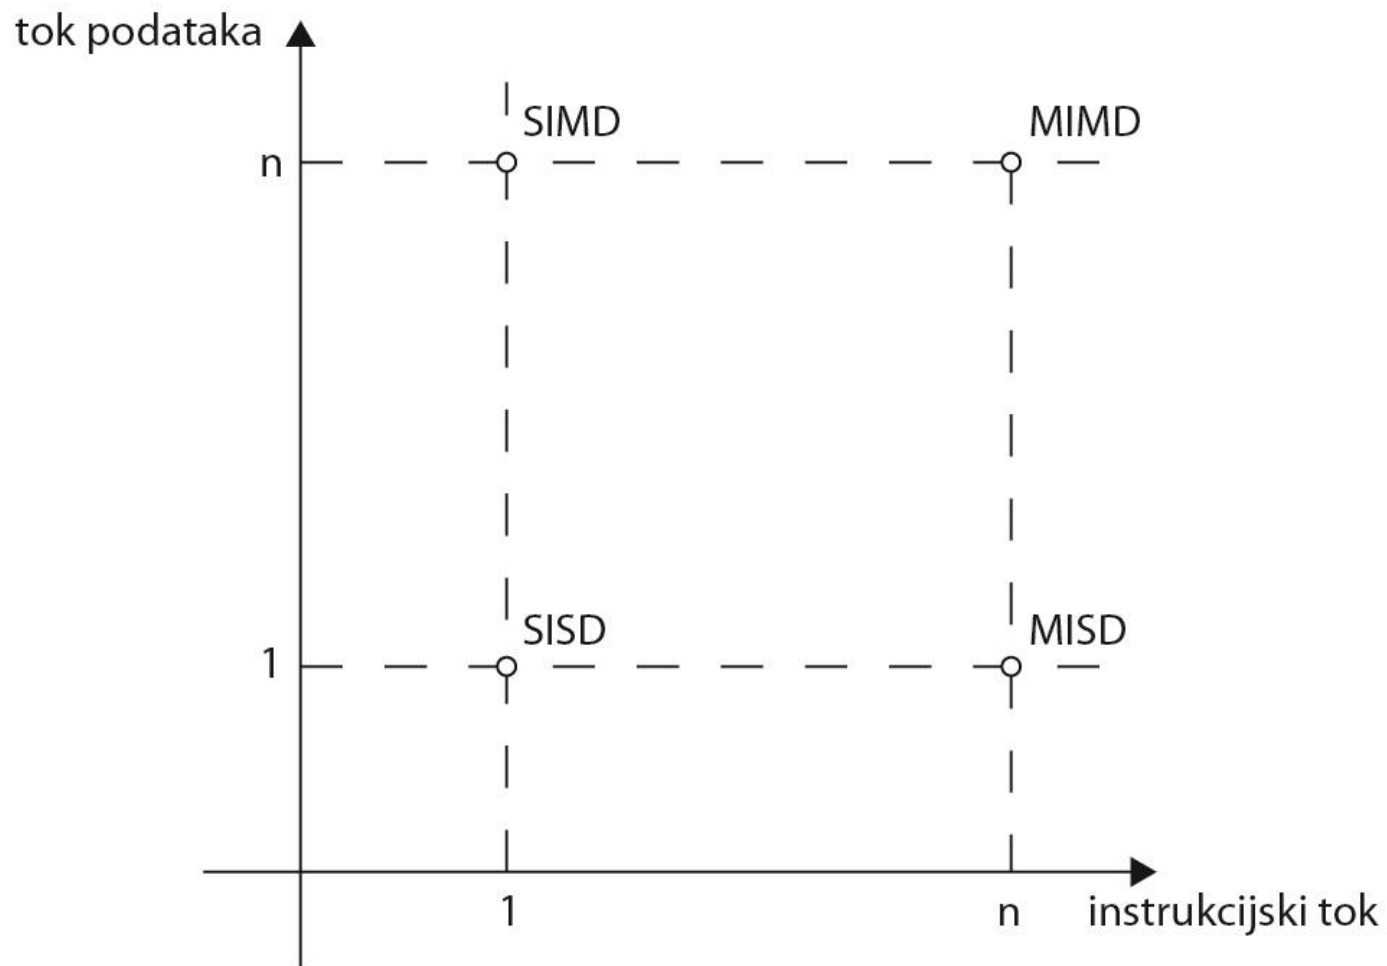 tok podataka
SIMD
MIMD
n
SISD
MISD
1
1
n
instrukcijski tok